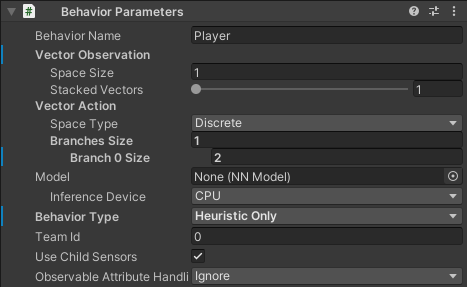 Behavior Parameters
Behavior Name Player
Vector Observation
Space Size 1
Stacked Vectors 1
Vector Action
Space Type Discrete
Branches Size 1
Branch 0 Size 2
Model None (NN Model)
Inference Device CPU
Behavior Type Heuristic Only
Team Id 0
Use Child Sensors
Observable Attribute Handli Ignore